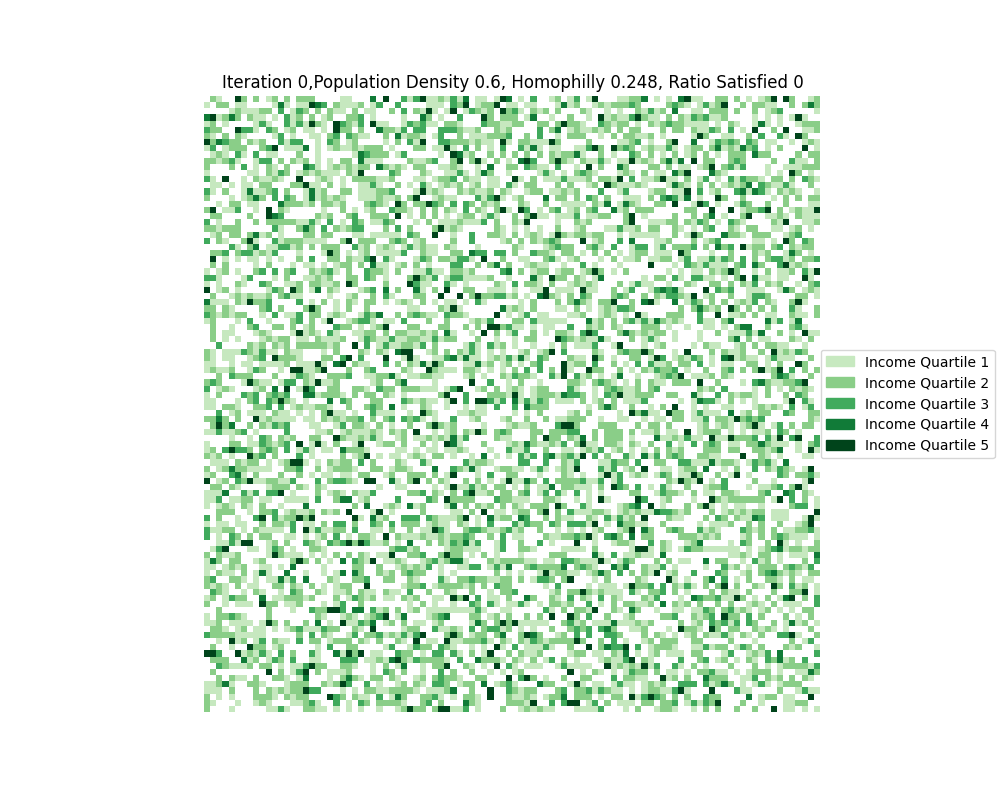 Iteration 0,Population Density 0.6, Homophilly 0.248, Ratio Satisfied 0
Income Quartile 1
Income Quartile 2
Income Quartile 3
Income Quartile 4
Income Quartile 5